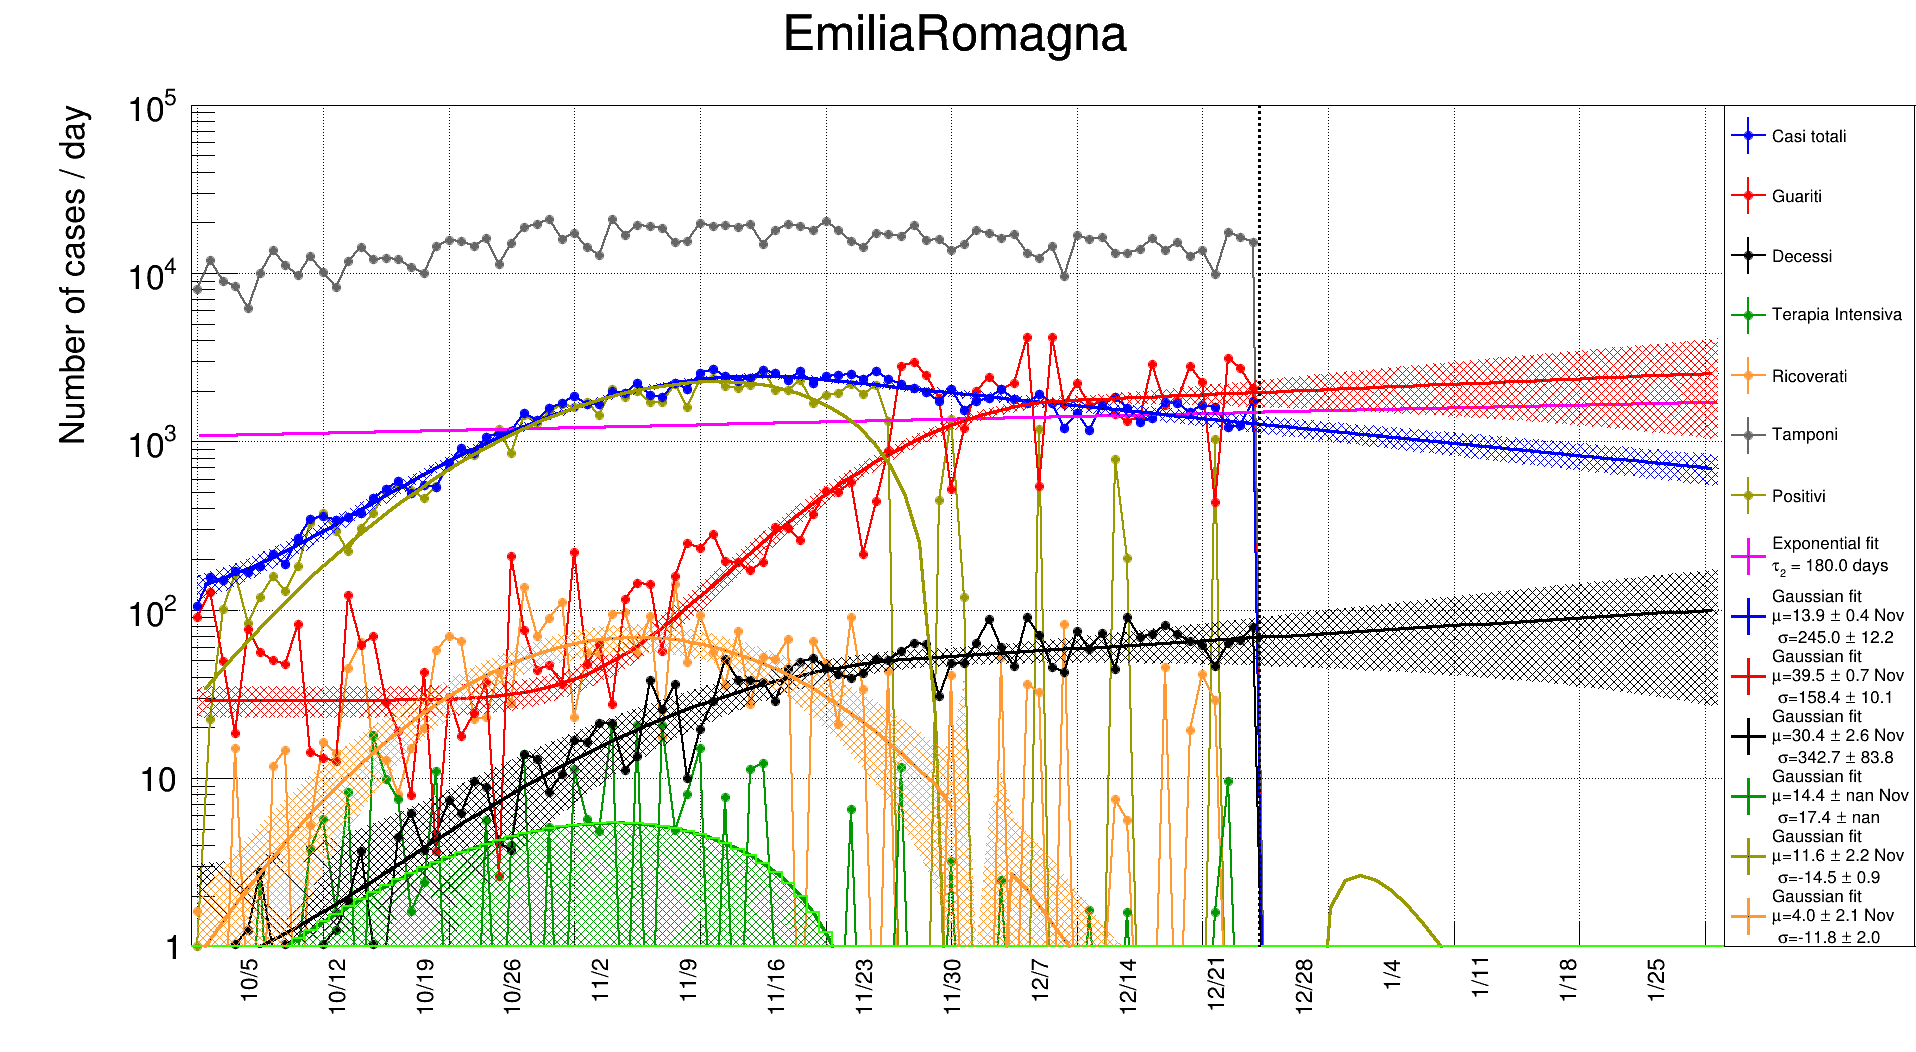 EmiliaRomagna
Number of cases / day
10^5
10^4
10^3
10^2
10
1
10/5
10/12
10/19
10/26
11/2
11/9
11/16
11/23
11/30
12/7
12/14
12/21
12/28
1/4
1/11
1/18
1/25
Casi totali
Guariti
Decessi
Terapia Intensiva
Ricoverati
Tamponi
Positivi
Exponential fit
τ₂ = 180.0 days
Gaussian fit
μ=13.9 ± 0.4 Nov
σ=245.0 ± 12.2
Gaussian fit
μ=39.5 ± 0.7 Nov
σ=158.4 ± 10.1
Gaussian fit
μ=30.4 ± 2.6 Nov
σ=342.7 ± 83.8
Gaussian fit
μ=14.4 ± nan Nov
σ=17.4 ± nan
Gaussian fit
μ=11.6 ± 2.2 Nov
σ=-14.5 ± 0.9
Gaussian fit
μ=4.0 ± 2.1 Nov
σ=-11.8 ± 2.0